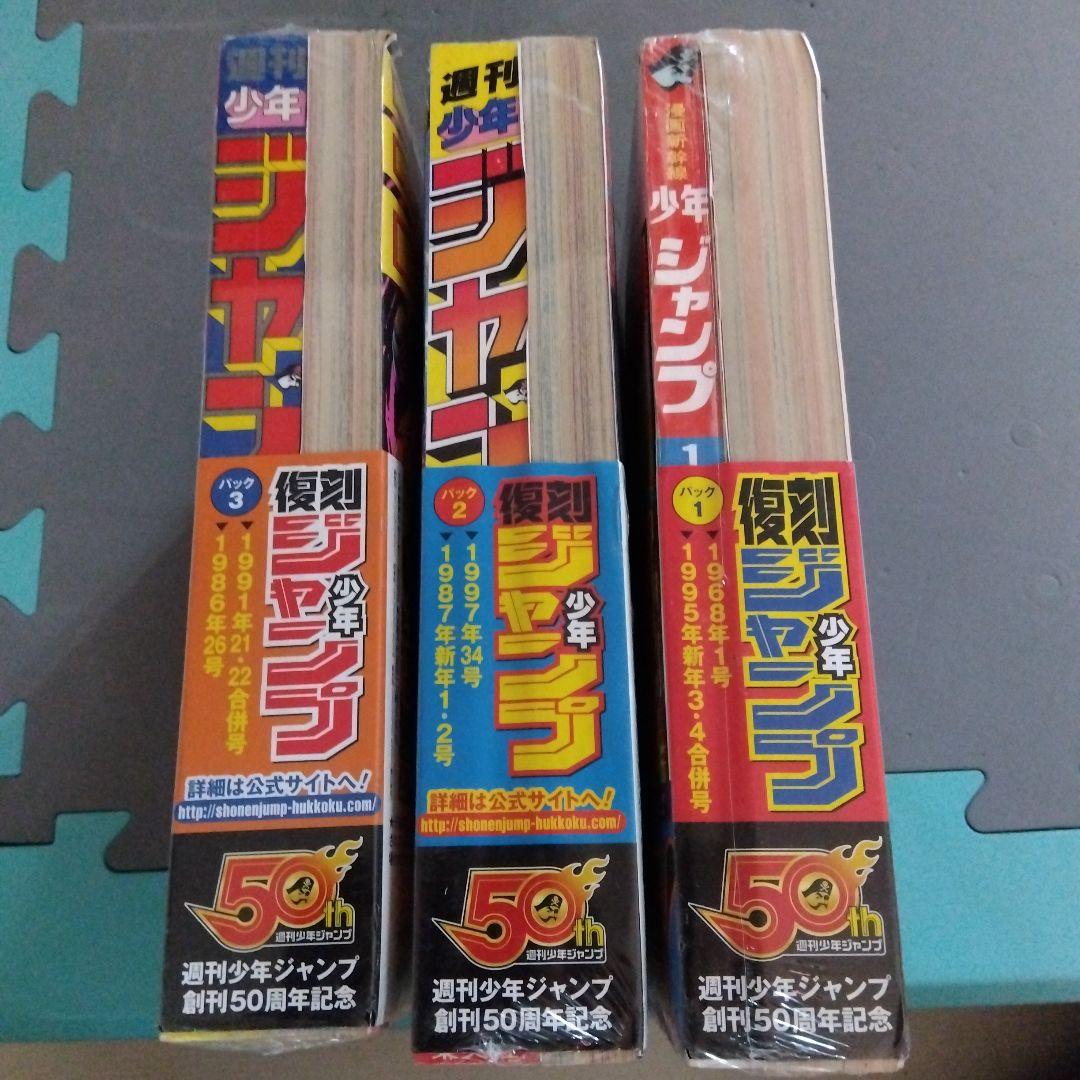 週刊
少年
ジャン
パック
3
復刻
少年
ジャンプ
▼1991年21・22合併号
▼1986年26号
詳細は公式サイトへ!
http://shonenjump-hukkoku.com/
50th
週刊少年ジャンプ
週刊少年ジャンプ
創刊50周年記念
週刊
少年
ジャン
パック
2
復刻
少年
ジャンプ
▼1997年34号
▼1987年新年1・2号
詳細は公式サイトへ!
http://shonenjump-hukkoku.com/
50th
週刊少年ジャンプ
週刊少年ジャンプ
創刊50周年記念
漫画新幹線
少年
ジャンプ
1
パック
1
復刻
少年
ジャンプ
▼1968年1号
▼1995年新年3・4合併号
50th
週刊少年ジャンプ
週刊少年ジャンプ
創刊50周年記念